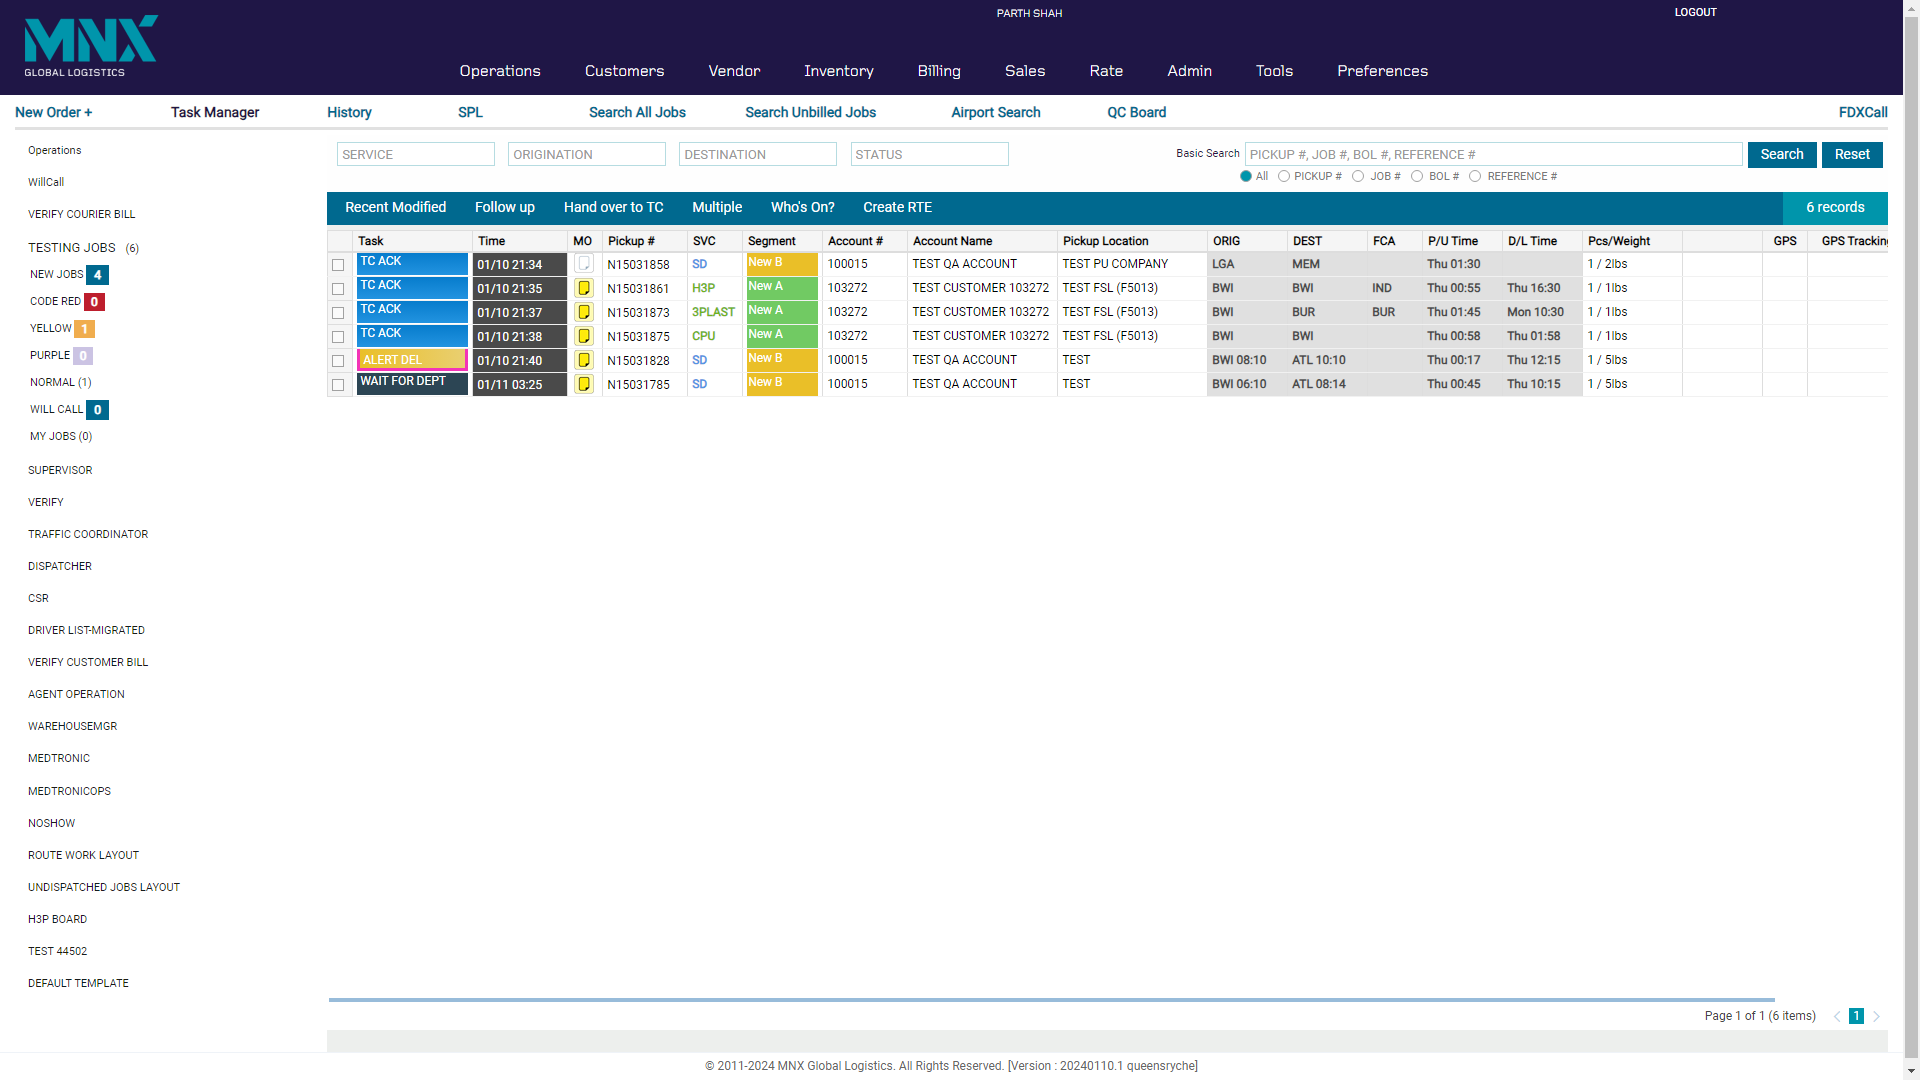 MNX
GLOBAL LOGISTICS
PARTH SHAH
LOGOUT
Operations Customers Vendor Inventory Billing Sales Rate Admin Tools Preferences
New Order + Task Manager History SPL Search All Jobs Search Unbilled Jobs Airport Search QC Board FDXCall
Operations
WillCall
VERIFY COURIER BILL
TESTING JOBS (6)
NEW JOBS 4
CODE RED 0
YELLOW 1
PURPLE 0
NORMAL (1)
WILL CALL 0
MY JOBS (0)
SUPERVISOR
VERIFY
TRAFFIC COORDINATOR
DISPATCHER
CSR
DRIVER LIST-MIGRATED
VERIFY CUSTOMER BILL
AGENT OPERATION
WAREHOUSEMGR
MEDTRONIC
MEDTRONICOPS
NOSHOW
ROUTE WORK LAYOUT
UNDISPATCHED JOBS LAYOUT
H3P BOARD
TEST 44502
DEFAULT TEMPLATE
SERVICE ORIGINATION DESTINATION STATUS Basic Search PICKUP #, JOB #, BOL #, REFERENCE # Search Reset
All PICKUP # JOB # BOL # REFERENCE #
Recent Modified Follow up Hand over to TC Multiple Who's On? Create RTE 6 records
Task Time MO Pickup # SVC Segment Account # Account Name Pickup Location ORIG DEST FCA P/U Time D/L Time Pcs/Weight GPS GPS Tracking
TC ACK 01/10 21:34 N15031858 SD New B 100015 TEST QA ACCOUNT TEST PU COMPANY LGA MEM Thu 01:30 1 / 2lbs
TC ACK 01/10 21:35 N15031861 H3P New A 103272 TEST CUSTOMER 103272 TEST FSL (F5013) BWI BWI IND Thu 00:55 Thu 16:30 1 / 1lbs
TC ACK 01/10 21:37 N15031873 3PLAST New A 103272 TEST CUSTOMER 103272 TEST FSL (F5013) BWI BUR BUR Thu 01:45 Mon 10:30 1 / 1lbs
TC ACK 01/10 21:38 N15031875 CPU New A 103272 TEST CUSTOMER 103272 TEST FSL (F5013) BWI BWI Thu 00:58 Thu 01:58 1 / 1lbs
ALERT DEL 01/10 21:40 N15031828 SD New B 100015 TEST QA ACCOUNT TEST BWI 08:10 ATL 10:10 Thu 00:17 Thu 12:15 1 / 5lbs
WAIT FOR DEPT 01/11 03:25 N15031785 SD New B 100015 TEST QA ACCOUNT TEST BWI 06:10 ATL 08:14 Thu 00:45 Thu 10:15 1 / 5lbs
Page 1 of 1 (6 items) 1
© 2011-2024 MNX Global Logistics. All Rights Reserved. [Version : 20240110.1 queensryche]